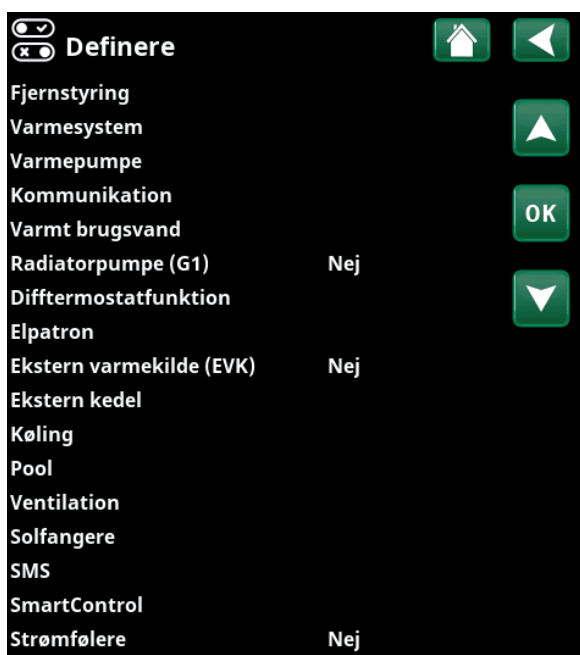 Definere
Fjernstyring
Varmesystem
Varmepumpe
Kommunikation
OK
Varmt brugsvand
Radiatorpumpe (G1) Nej
Difftermostatfunktion
Elpatron
Ekstern varmekilde (EVK) Nej
Ekstern kedel
Køling
Pool
Ventilation
Solfangere
SMS
SmartControl
Strømfølere Nej